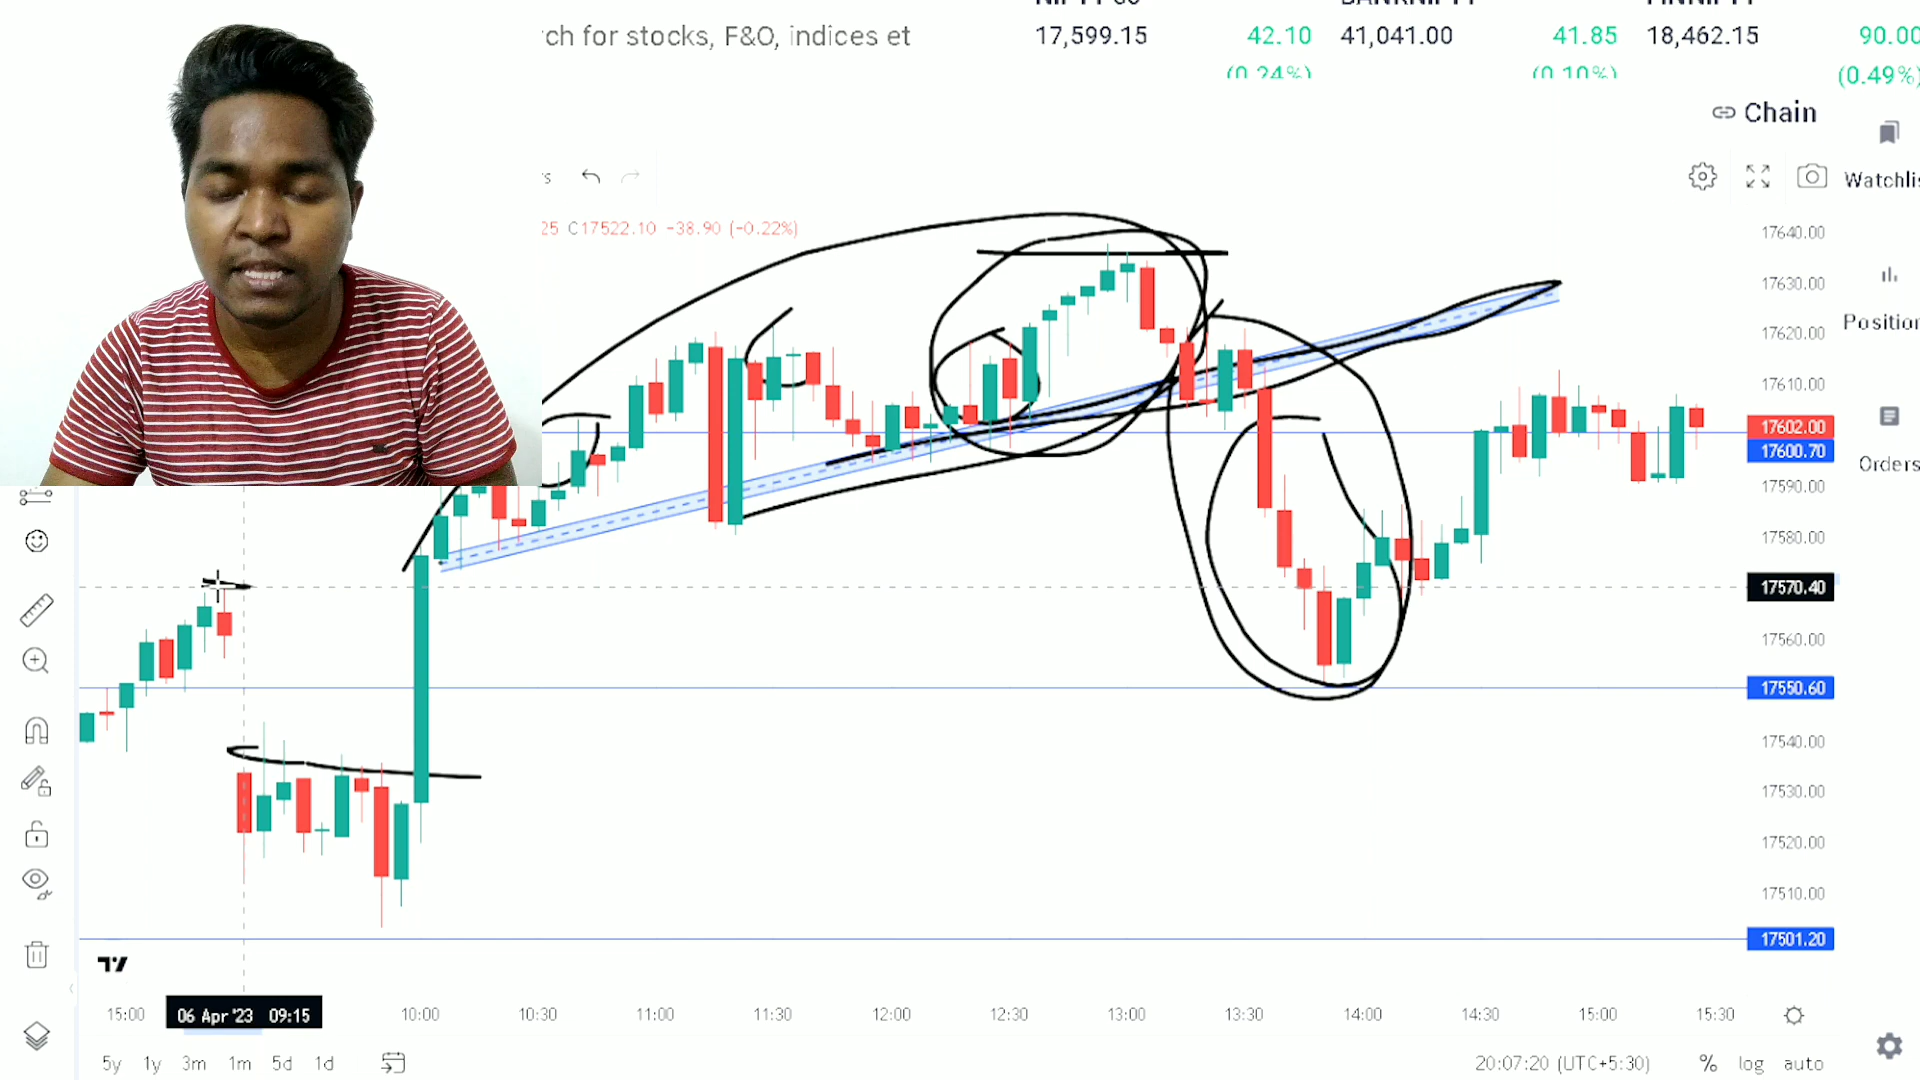 ch for stocks, F&O, indices et
17,599.15 42.10 41,041.00 41.85 18,462.15 90.00
(0.24%) (0.10%) (0.49%)
Chain
Watchlis
25 C17522.10 −38.90 (−0.22%)
17640.00
17630.00
Position
17620.00
17610.00
17602.00
17600.70
Orders
17590.00
17580.00
17570.40
17560.00
17550.60
17540.00
17530.00
17520.00
17510.00
17501.20
15:00 06 Apr '23 09:15 10:00 10:30 11:00 11:30 12:00 12:30 13:00 13:30 14:00 14:30 15:00 15:30
5y 1y 3m 1m 5d 1d 20:07:20 (UTC+5:30) % log auto